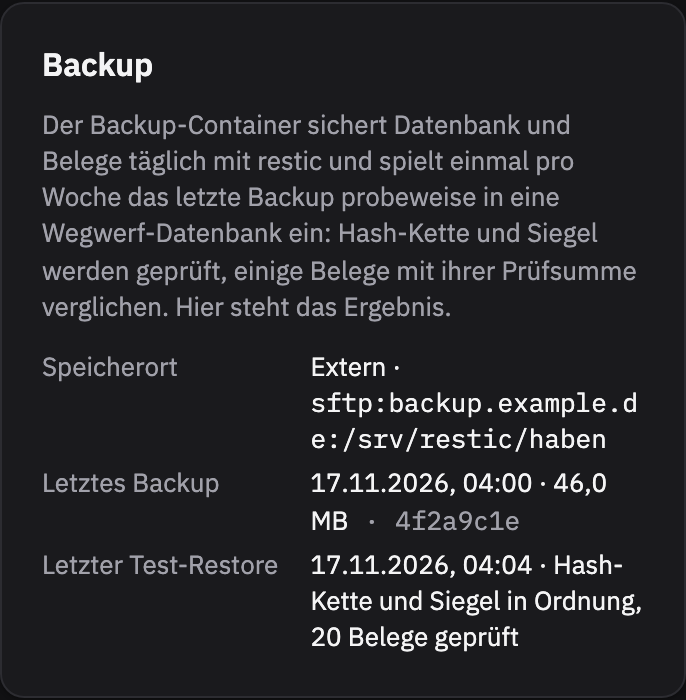 Backup
Der Backup-Container sichert Datenbank und
Belege täglich mit restic und spielt einmal pro
Woche das letzte Backup probeweise in eine
Wegwerf-Datenbank ein: Hash-Kette und Siegel
werden geprüft, einige Belege mit ihrer Prüfsumme
verglichen. Hier steht das Ergebnis.
Speicherort Extern ·
sftp:backup.example.d
e:/srv/restic/haben
Letztes Backup 17.11.2026, 04:00 · 46,0
MB · 4f2a9c1e
Letzter Test-Restore 17.11.2026, 04:04 · Hash-
Kette und Siegel in Ordnung,
20 Belege geprüft